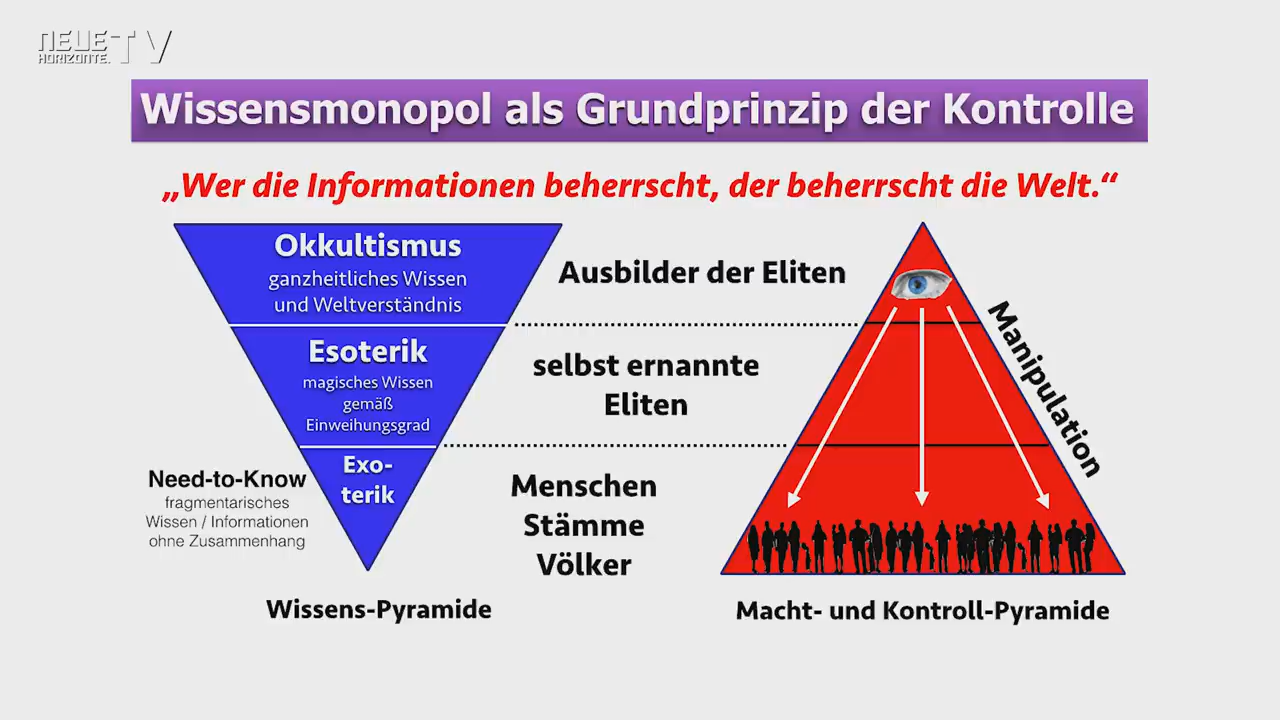 NEUE TV
HORIZONTE.
Wissensmonopol als Grundprinzip der Kontrolle
„Wer die Informationen beherrscht, der beherrscht die Welt.“
Okkultismus
ganzheitliches Wissen
und Weltverständnis
Esoterik
magisches Wissen
gemäß
Einweihungsgrad
Exo-
terik
Need-to-Know
fragmentarisches
Wissen / Informationen
ohne Zusammenhang
Wissens-Pyramide
Ausbilder der Eliten
selbst ernannte
Eliten
Menschen
Stämme
Völker
Manipulation
Macht- und Kontroll-Pyramide